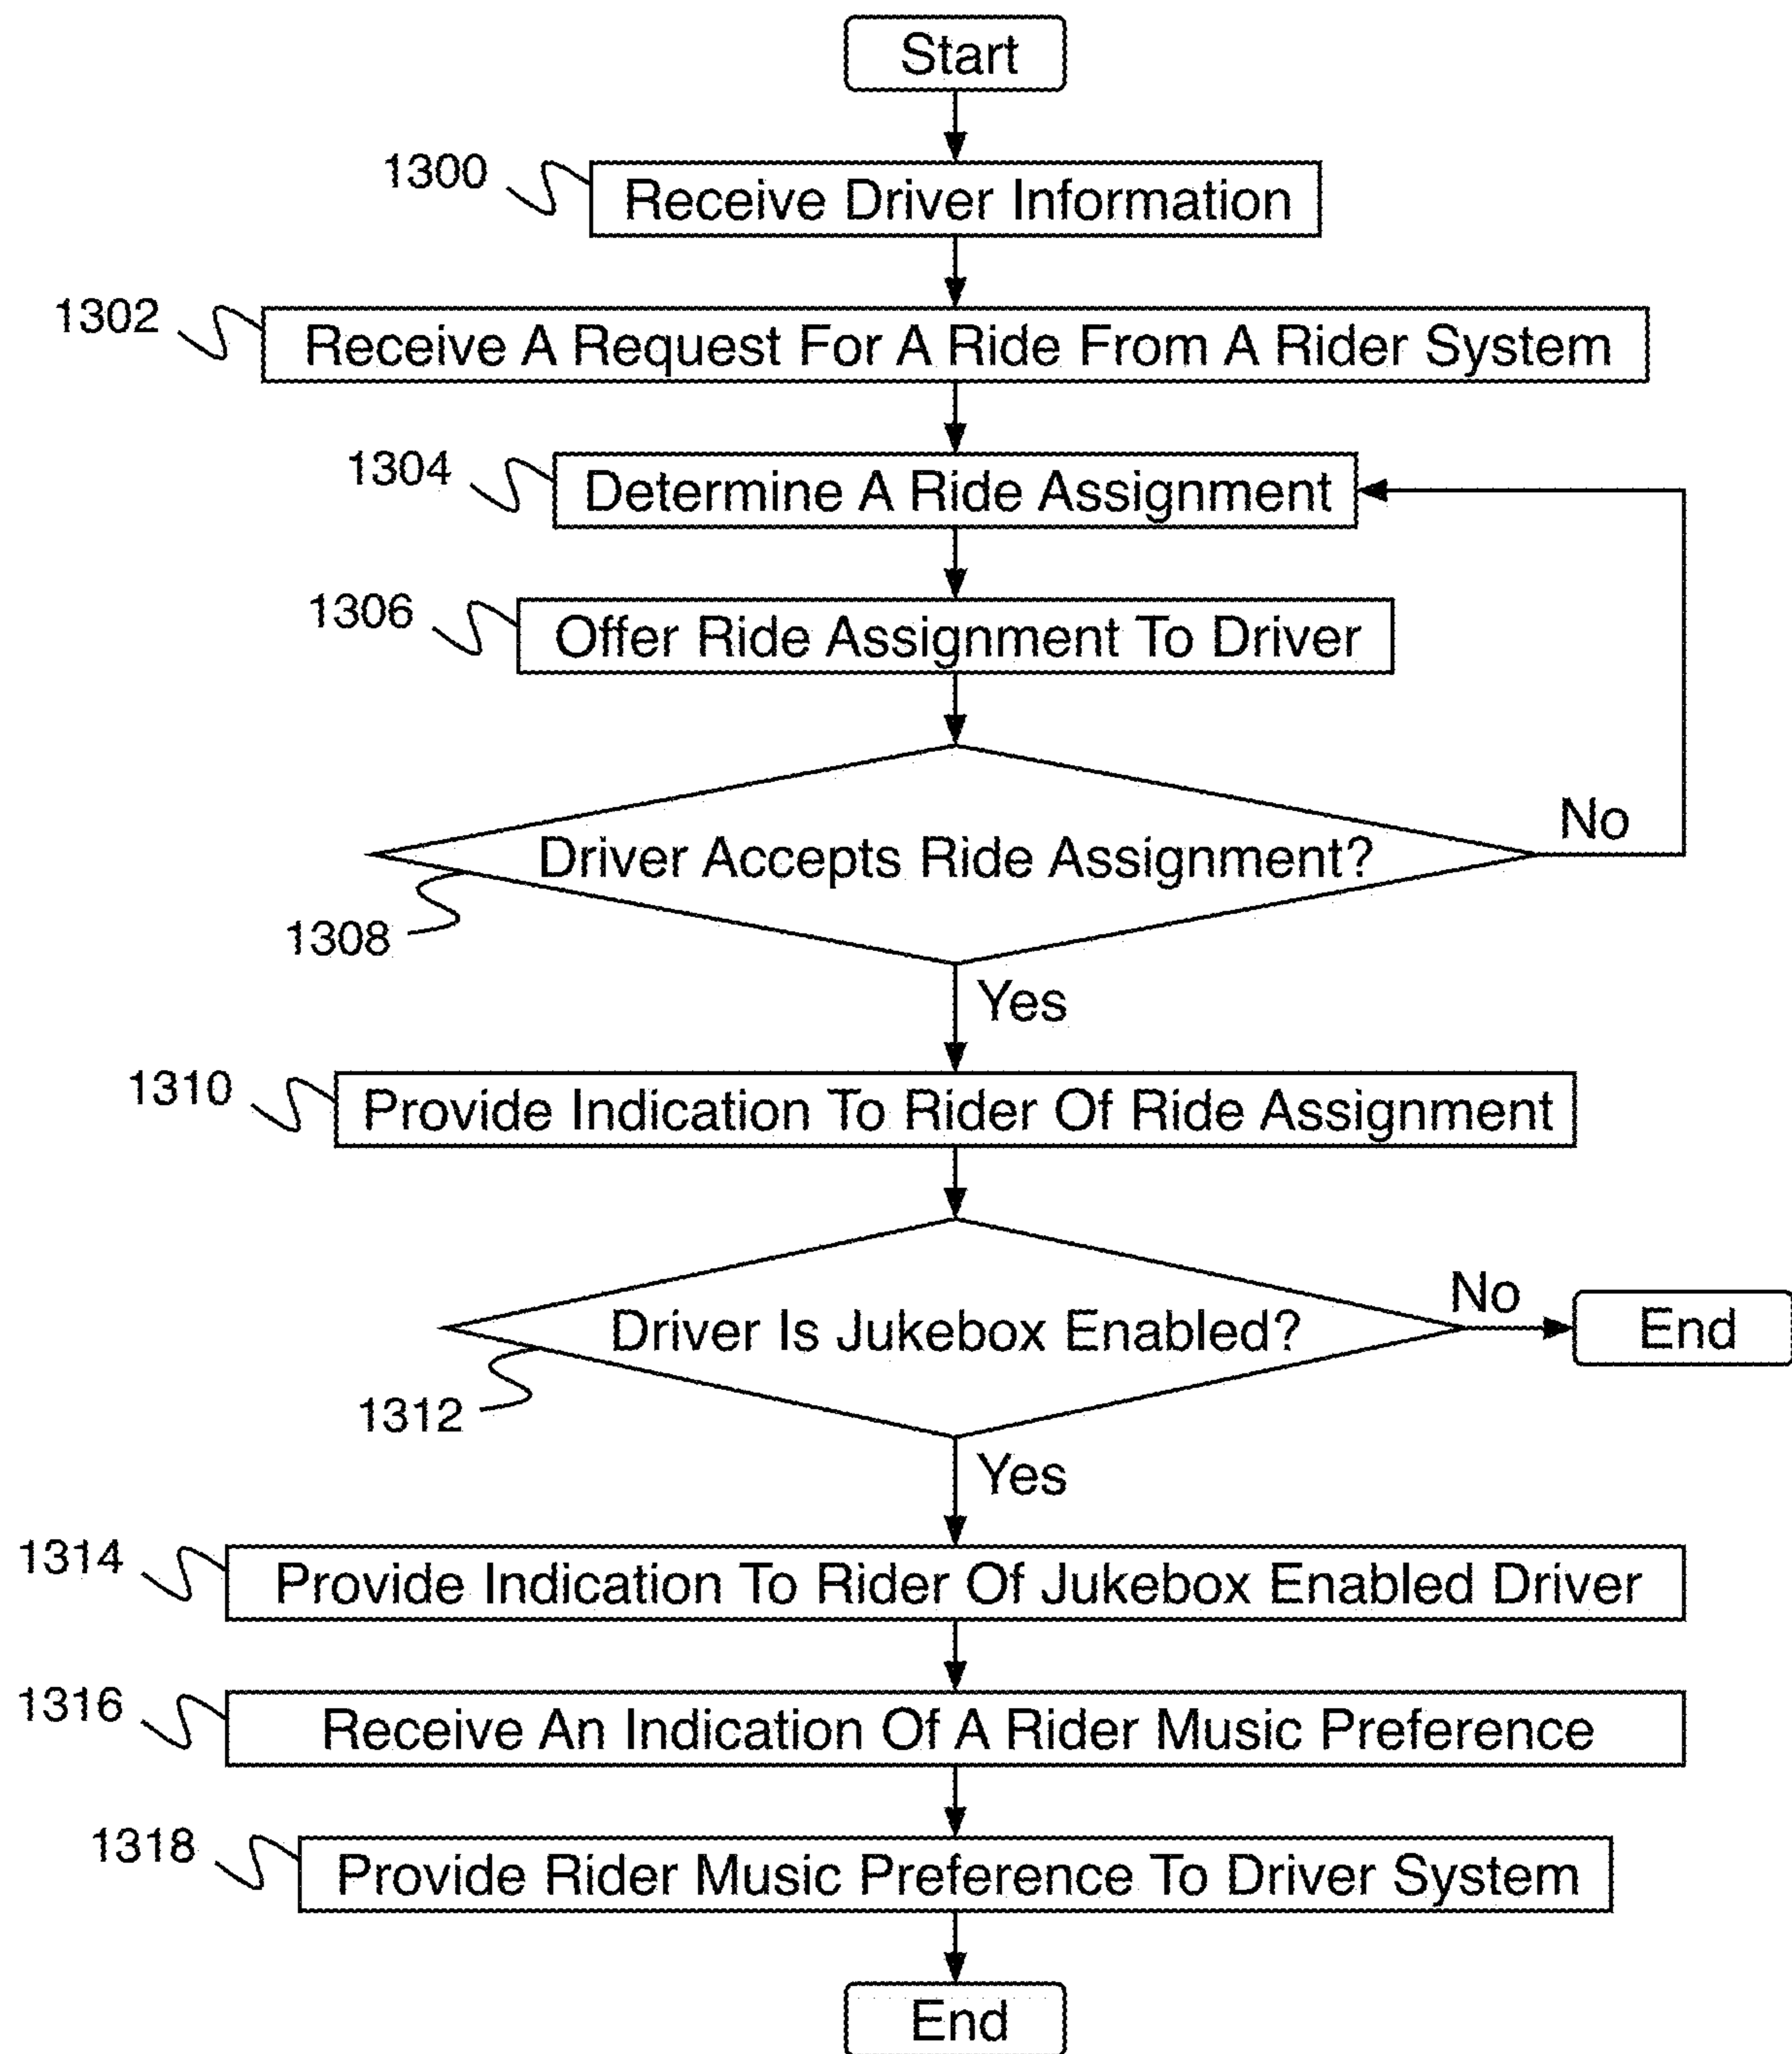 Start
1300
Receive Driver Information
1302
Receive A Request For A Ride From A Rider System
1304
Determine A Ride Assignment
1306
Offer Ride Assignment To Driver
Driver Accepts Ride Assignment?
No
1308
Yes
1310
Provide Indication To Rider Of Ride Assignment
Driver Is Jukebox Enabled?
No
End
1312
Yes
1314
Provide Indication To Rider Of Jukebox Enabled Driver
1316
Receive An Indication Of A Rider Music Preference
1318
Provide Rider Music Preference To Driver System
End